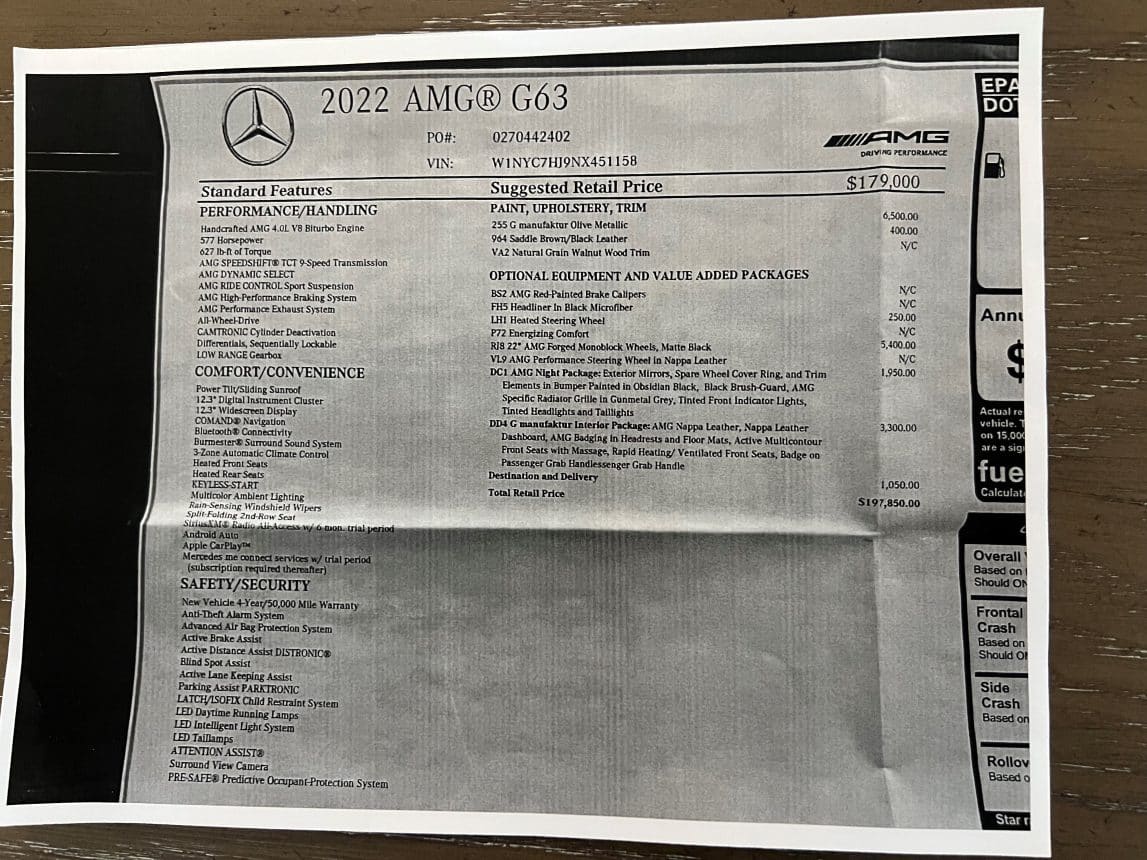 2022 AMG® G63
PO#: 0270442402
VIN: W1NYC7HJ9NX451158
AMG
DRIVING PERFORMANCE
Standard Features
PERFORMANCE/HANDLING
Handcrafted AMG 4.0L V8 Biturbo Engine
577 Horsepower
627 lb-ft of Torque
AMG SPEEDSHIFT® TCT 9-Speed Transmission
AMG DYNAMIC SELECT
AMG RIDE CONTROL Sport Suspension
AMG High-Performance Braking System
AMG Performance Exhaust System
All-Wheel-Drive
CAMTRONIC Cylinder Deactivation
Differentials, Sequentially Lockable
LOW RANGE Gearbox
COMFORT/CONVENIENCE
Power Tilt/Sliding Sunroof
12.3" Digital Instrument Cluster
12.3" Widescreen Display
COMAND® Navigation
Bluetooth® Connectivity
Burmester® Surround Sound System
3-Zone Automatic Climate Control
Heated Front Seats
Heated Rear Seats
KEYLESS-START
Multicolor Ambient Lighting
Rain-Sensing Windshield Wipers
Split-Folding 2nd-Row Seat
SiriusXM® Radio All-Access w/ 6 mon. trial period
Android Auto
Apple CarPlay™
Mercedes me connect services w/ trial period
(subscription required thereafter)
SAFETY/SECURITY
New Vehicle 4-Year/50,000 Mile Warranty
Anti-Theft Alarm System
Advanced Air Bag Protection System
Active Brake Assist
Active Distance Assist DISTRONIC®
Blind Spot Assist
Active Lane Keeping Assist
Parking Assist PARKTRONIC
LATCH/ISOFIX Child Restraint System
LED Daytime Running Lamps
LED Intelligent Light System
LED Taillamps
ATTENTION ASSIST®
Surround View Camera
PRE-SAFE® Predictive Occupant-Protection System
Suggested Retail Price $179,000
PAINT, UPHOLSTERY, TRIM
255 G manufaktur Olive Metallic 6,500.00
964 Saddle Brown/Black Leather 400.00
VA2 Natural Grain Walnut Wood Trim N/C
OPTIONAL EQUIPMENT AND VALUE ADDED PACKAGES
BS2 AMG Red-Painted Brake Calipers N/C
FH5 Headliner In Black Microfiber N/C
LH1 Heated Steering Wheel 250.00
P72 Energizing Comfort N/C
RJ8 22" AMG Forged Monoblock Wheels, Matte Black 5,400.00
VL9 AMG Performance Steering Wheel in Nappa Leather N/C
DC1 AMG Night Package: Exterior Mirrors, Spare Wheel Cover Ring, and Trim 1,950.00
Elements in Bumper Painted in Obsidian Black, Black Brush-Guard, AMG
Specific Radiator Grille in Gunmetal Grey, Tinted Front Indicator Lights,
Tinted Headlights and Taillights
DD4 G manufaktur Interior Package: AMG Nappa Leather, Nappa Leather 3,300.00
Dashboard, AMG Badging in Headrests and Floor Mats, Active Multicontour
Front Seats with Massage, Rapid Heating/ Ventilated Front Seats, Badge on
Passenger Grab Handlessenger Grab Handle
Destination and Delivery 1,050.00
Total Retail Price $197,850.00
EPA
DOT
Annu
$
Actual re
vehicle. T
on 15,00
are a sig
fue
Calculat
Overall
Based on
Should ON
Frontal
Crash
Based on
Should ON
Side
Crash
Based on
Rollov
Based o
Star r